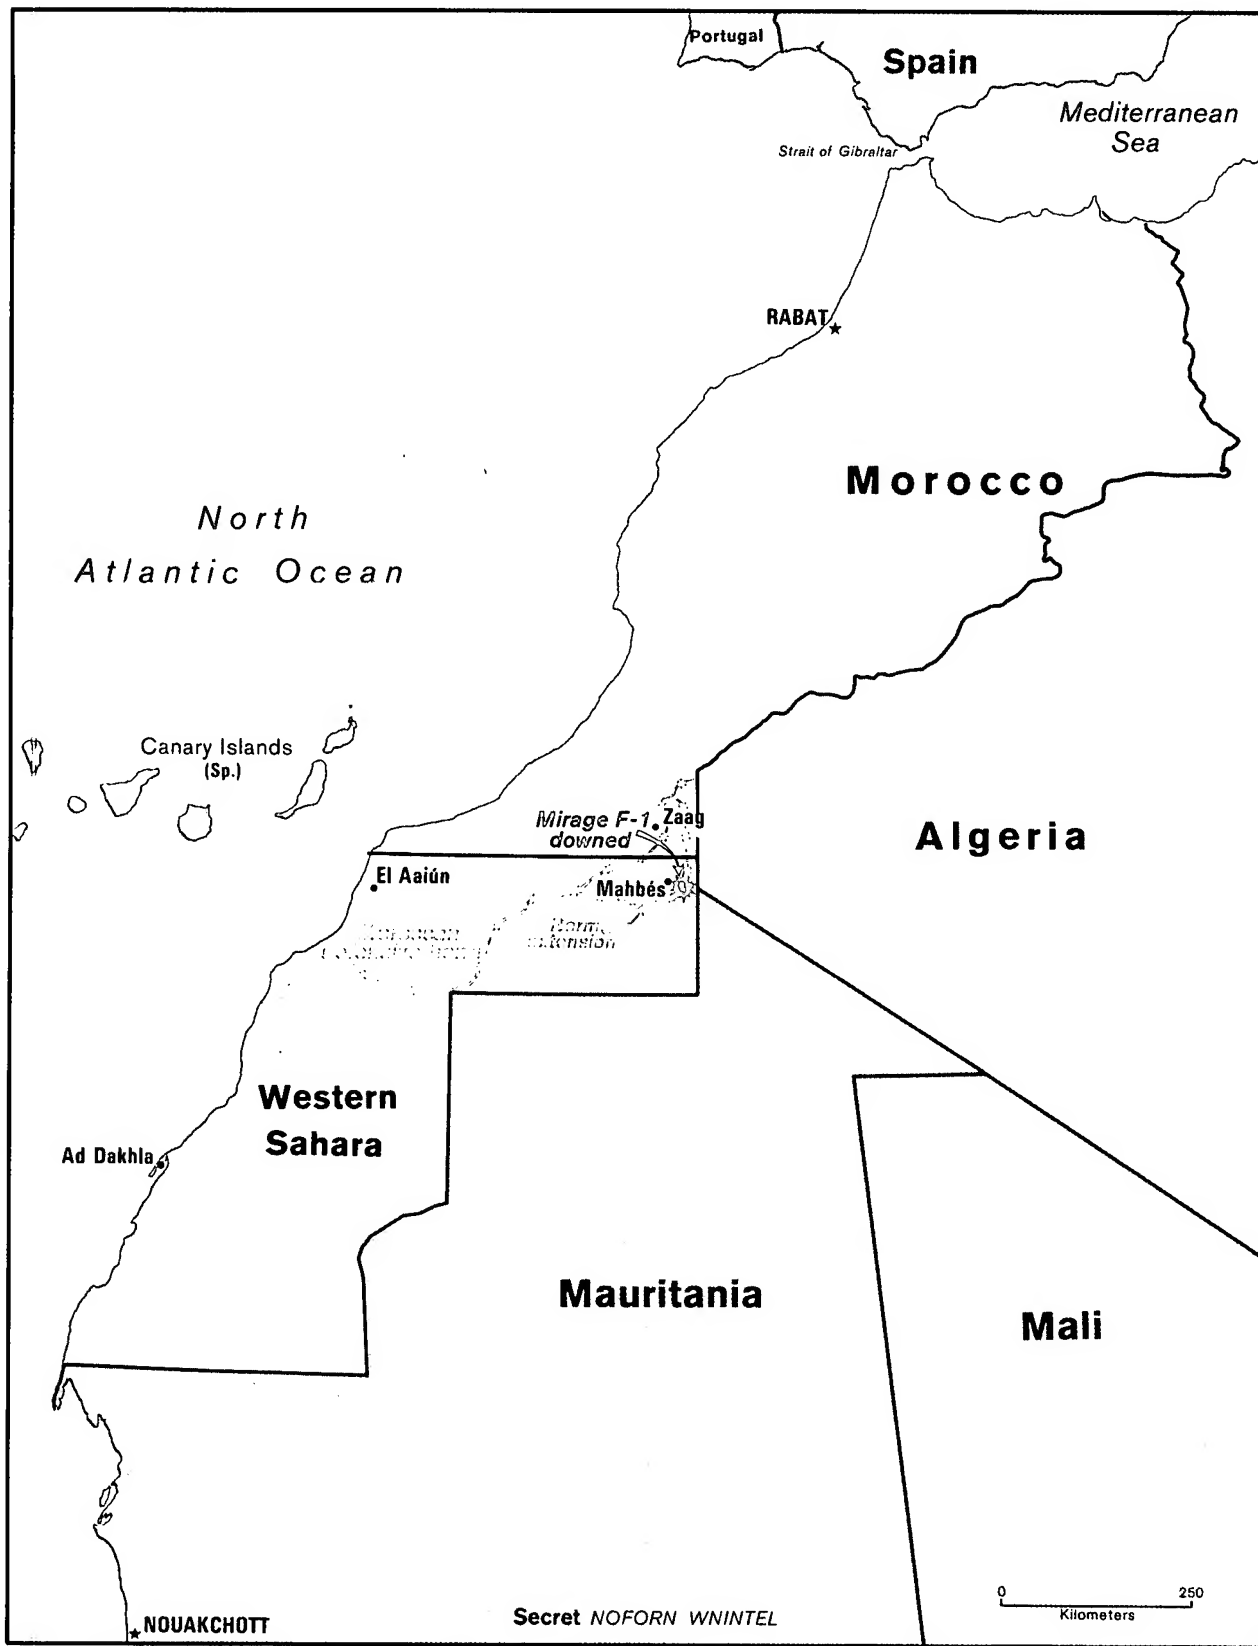 Portugal
Spain
Mediterranean
Sea
Strait of Gibraltar
RABAT
Morocco
North
Atlantic Ocean
Canary Islands
(Sp.)
Mirage F-1
downed
Zaag
Algeria
El Aaiún
Mahbés
extension
Western
Sahara
Ad Dakhla
Mauritania
Mali
0 250
Kilometers
Secret NOFORN WNINTEL
NOUAKCHOTT